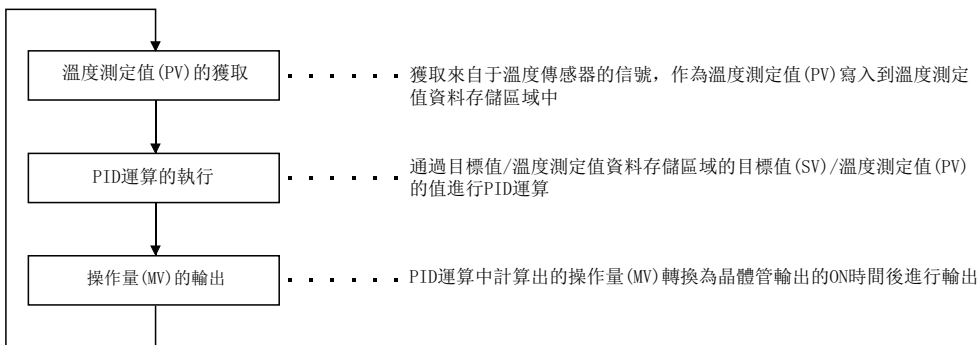 溫度測定值(PV)的獲取
獲取來自于溫度傳感器的信號，作為溫度測定值(PV)寫入到溫度測定
值資料存儲區域中
PID運算的執行
通過目標值/溫度測定值資料存儲區域的目標值(SV)/溫度測定值(PV)
的值進行PID運算
操作量(MV)的輸出
PID運算中計算出的操作量(MV)轉換為晶體管輸出的ON時間後進行輸出